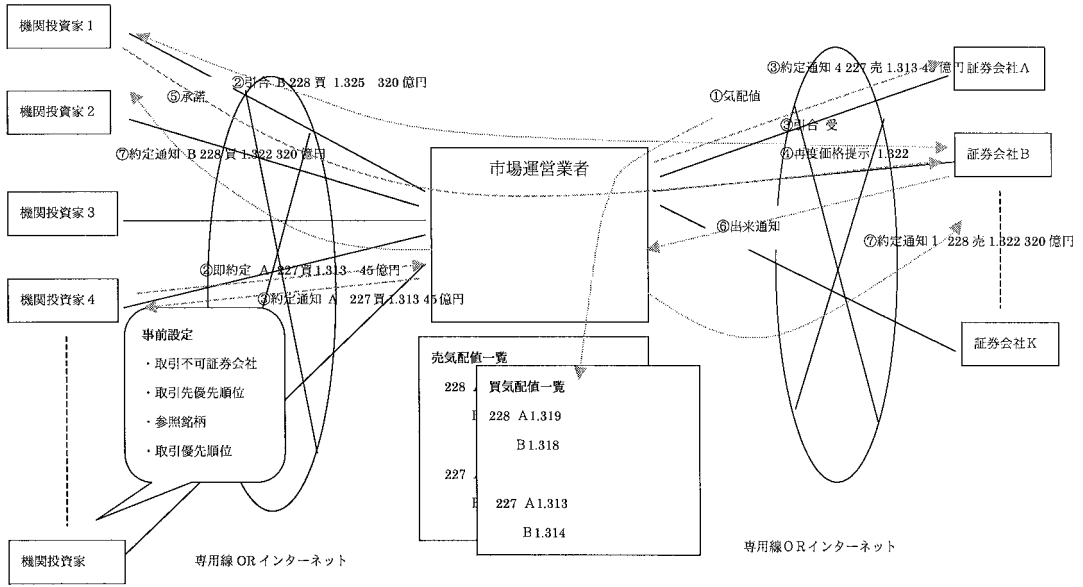 機関投資家1
機関投資家2
機関投資家3
機関投資家4
機関投資家
②引合 B 228 買 1.325 320 億円
⑤承諾
⑦約定通知 B 228 買 1.322 320 億円
②即約定 A 227 買 1.313 45 億円
③約定通知 A 227 買 1.313 45 億円
事前設定
・取引不可証券会社
・取引先優先順位
・参照銘柄
・取引優先順位
専用線 OR インターネット
市場運営業者
売気配値一覧
228
227
買気配値一覧
228 A 1.319
B 1.318
227 A 1.313
B 1.314
③約定通知 4 227 売 1.313 億円
①気配値
③引合 受
④再度価格提示 1.322
⑥出来通知
⑦約定通知 1 228 売 1.322 320 億円
証券会社A
証券会社B
証券会社K
専用線ORインターネット